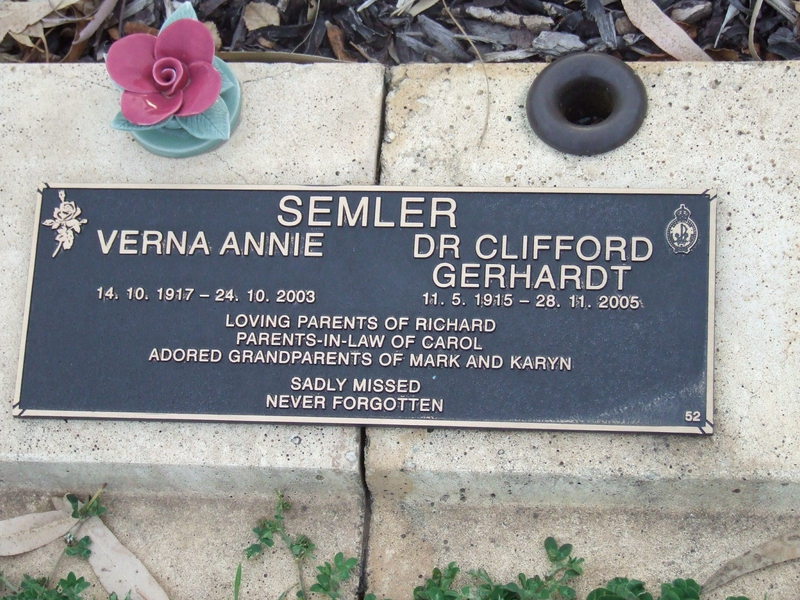 SEMLER
VERNA ANNIE
DR CLIFFORD
GERHARDT
14. 10. 1917 – 24. 10. 2003
11. 5. 1915 – 28. 11. 2005
LOVING PARENTS OF RICHARD
PARENTS-IN-LAW OF CAROL
ADORED GRANDPARENTS OF MARK AND KARYN
SADLY MISSED
NEVER FORGOTTEN
52